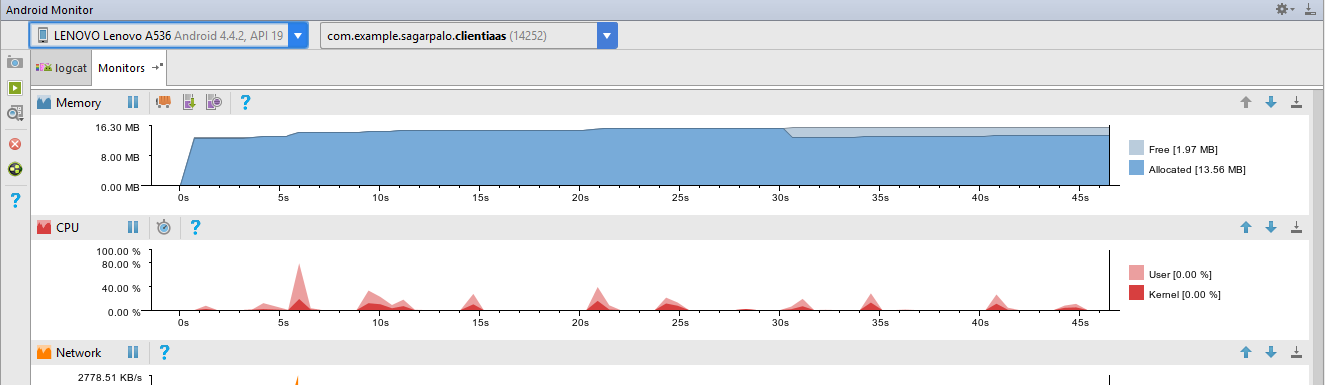 Android Monitor
LENOVO Lenovo A536 Android 4.4.2, API 19
com.example.sagarpalo.clientiaas (14252)
logcat
Monitors
Memory
?
16.30 MB
8.00 MB
0.00 MB
0s 5s 10s 15s 20s 25s 30s 35s 40s 45s
Free [1.97 MB]
Allocated [13.56 MB]
?
CPU
?
100.00 %
80.00 %
0.00 %
0s 5s 10s 15s 20s 25s 30s 35s 40s 45s
User [0.00 %]
Kernel [0.00 %]
Network
?
2778.51 KB/s